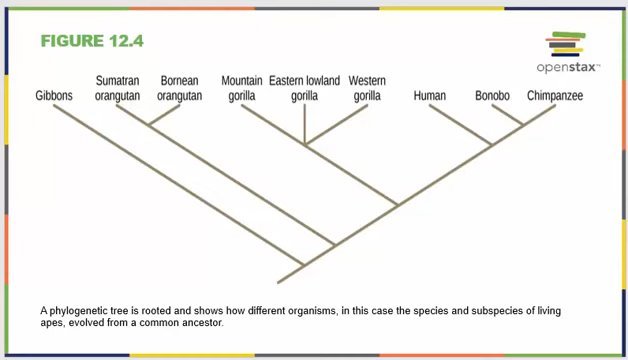 FIGURE 12.4
openstax™
Gibbons
Sumatran
orangutan
Bornean
orangutan
Mountain
gorilla
Eastern lowland
gorilla
Western
gorilla
Human
Bonobo
Chimpanzee
A phylogenetic tree is rooted and shows how different organisms, in this case the species and subspecies of living
apes, evolved from a common ancestor.